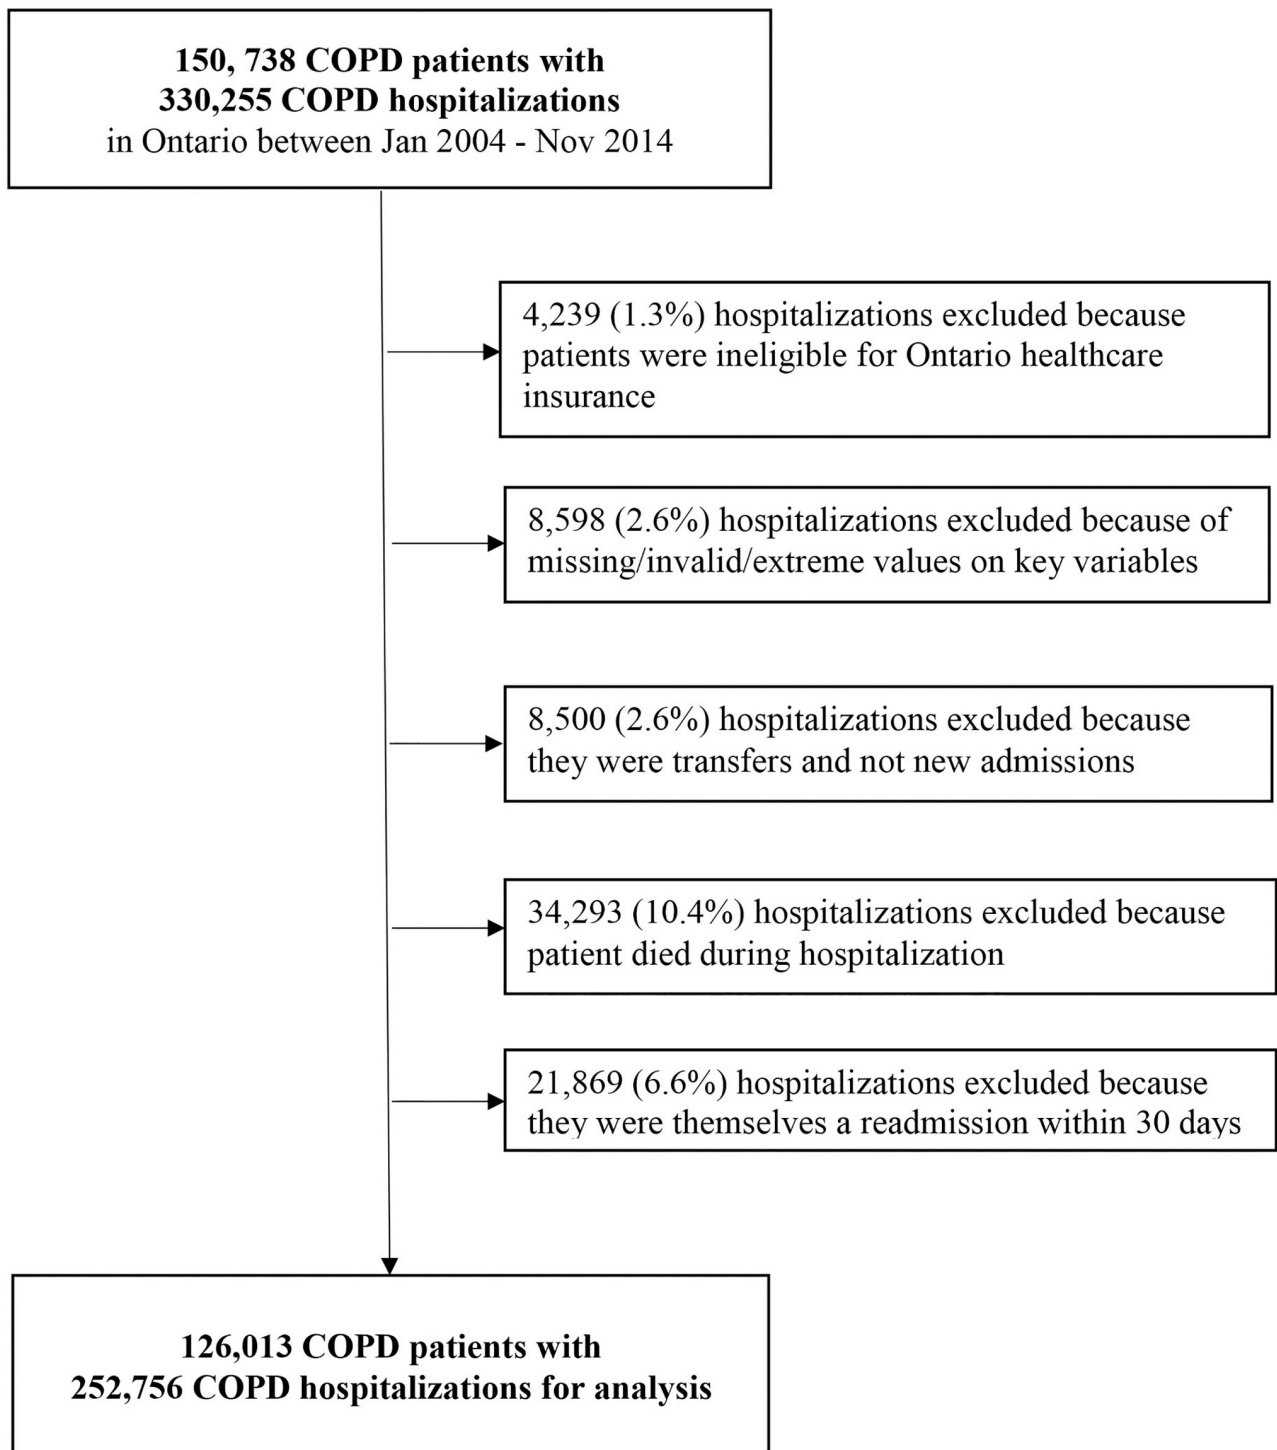 150, 738 COPD patients with
330,255 COPD hospitalizations
in Ontario between Jan 2004 - Nov 2014
4,239 (1.3%) hospitalizations excluded because
patients were ineligible for Ontario healthcare
insurance
8,598 (2.6%) hospitalizations excluded because of
missing/invalid/extreme values on key variables
8,500 (2.6%) hospitalizations excluded because
they were transfers and not new admissions
34,293 (10.4%) hospitalizations excluded because
patient died during hospitalization
21,869 (6.6%) hospitalizations excluded because
they were themselves a readmission within 30 days
126,013 COPD patients with
252,756 COPD hospitalizations for analysis